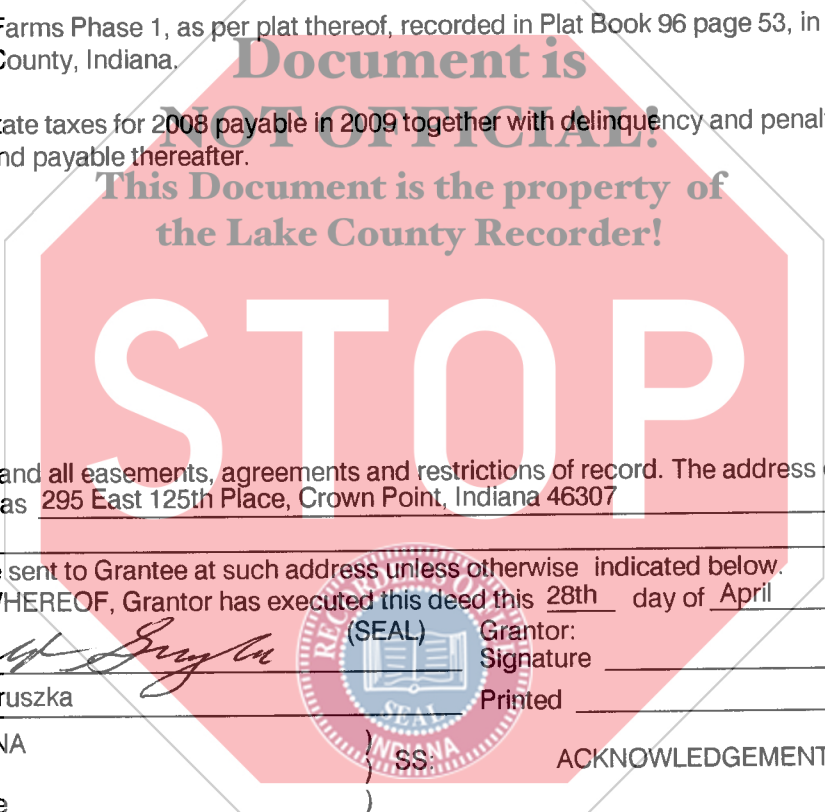 Farms Phase 1, as per plat thereof, recorded in Plat Book 96 page 53, in
County, Indiana.
Document is
tate taxes for 2008 payable in 2009 together with delinquency and penal
NOT OFFICIAL!
nd payable thereafter.
This Document is the property of
the Lake County Recorder!
STOP
and all easements, agreements and restrictions of record. The address
as 295 East 125th Place, Crown Point, Indiana 46307
sent to Grantee at such address unless otherwise indicated below.
HEREOF, Grantor has executed this deed this 28th day of April
(SEAL) Grantor:
Signature
ruszka Printed
RECORDER'S OFFICE
SEAL
INDIANA
NA ) SS: ACKNOWLEDGEMENT
e )